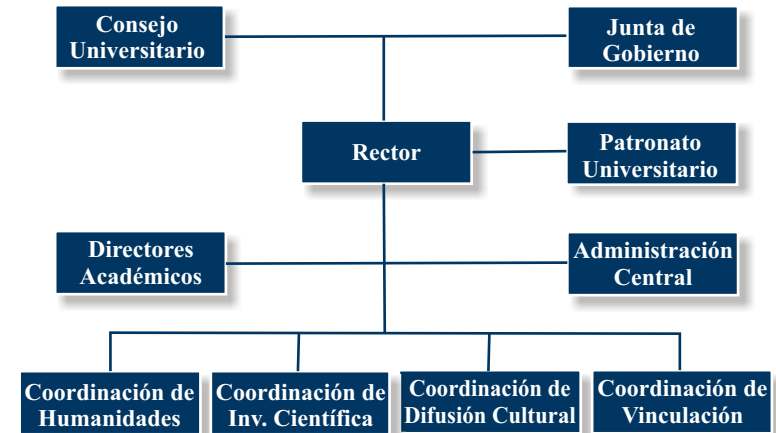 Consejo
Universitario
Junta de
Gobierno
Rector
Patronato
Universitario
Directores
Académicos
Administración
Central
Coordinación de
Humanidades
Coordinación de
Inv. Científica
Coordinación de
Difusión Cultural
Coordinación de
Vinculación